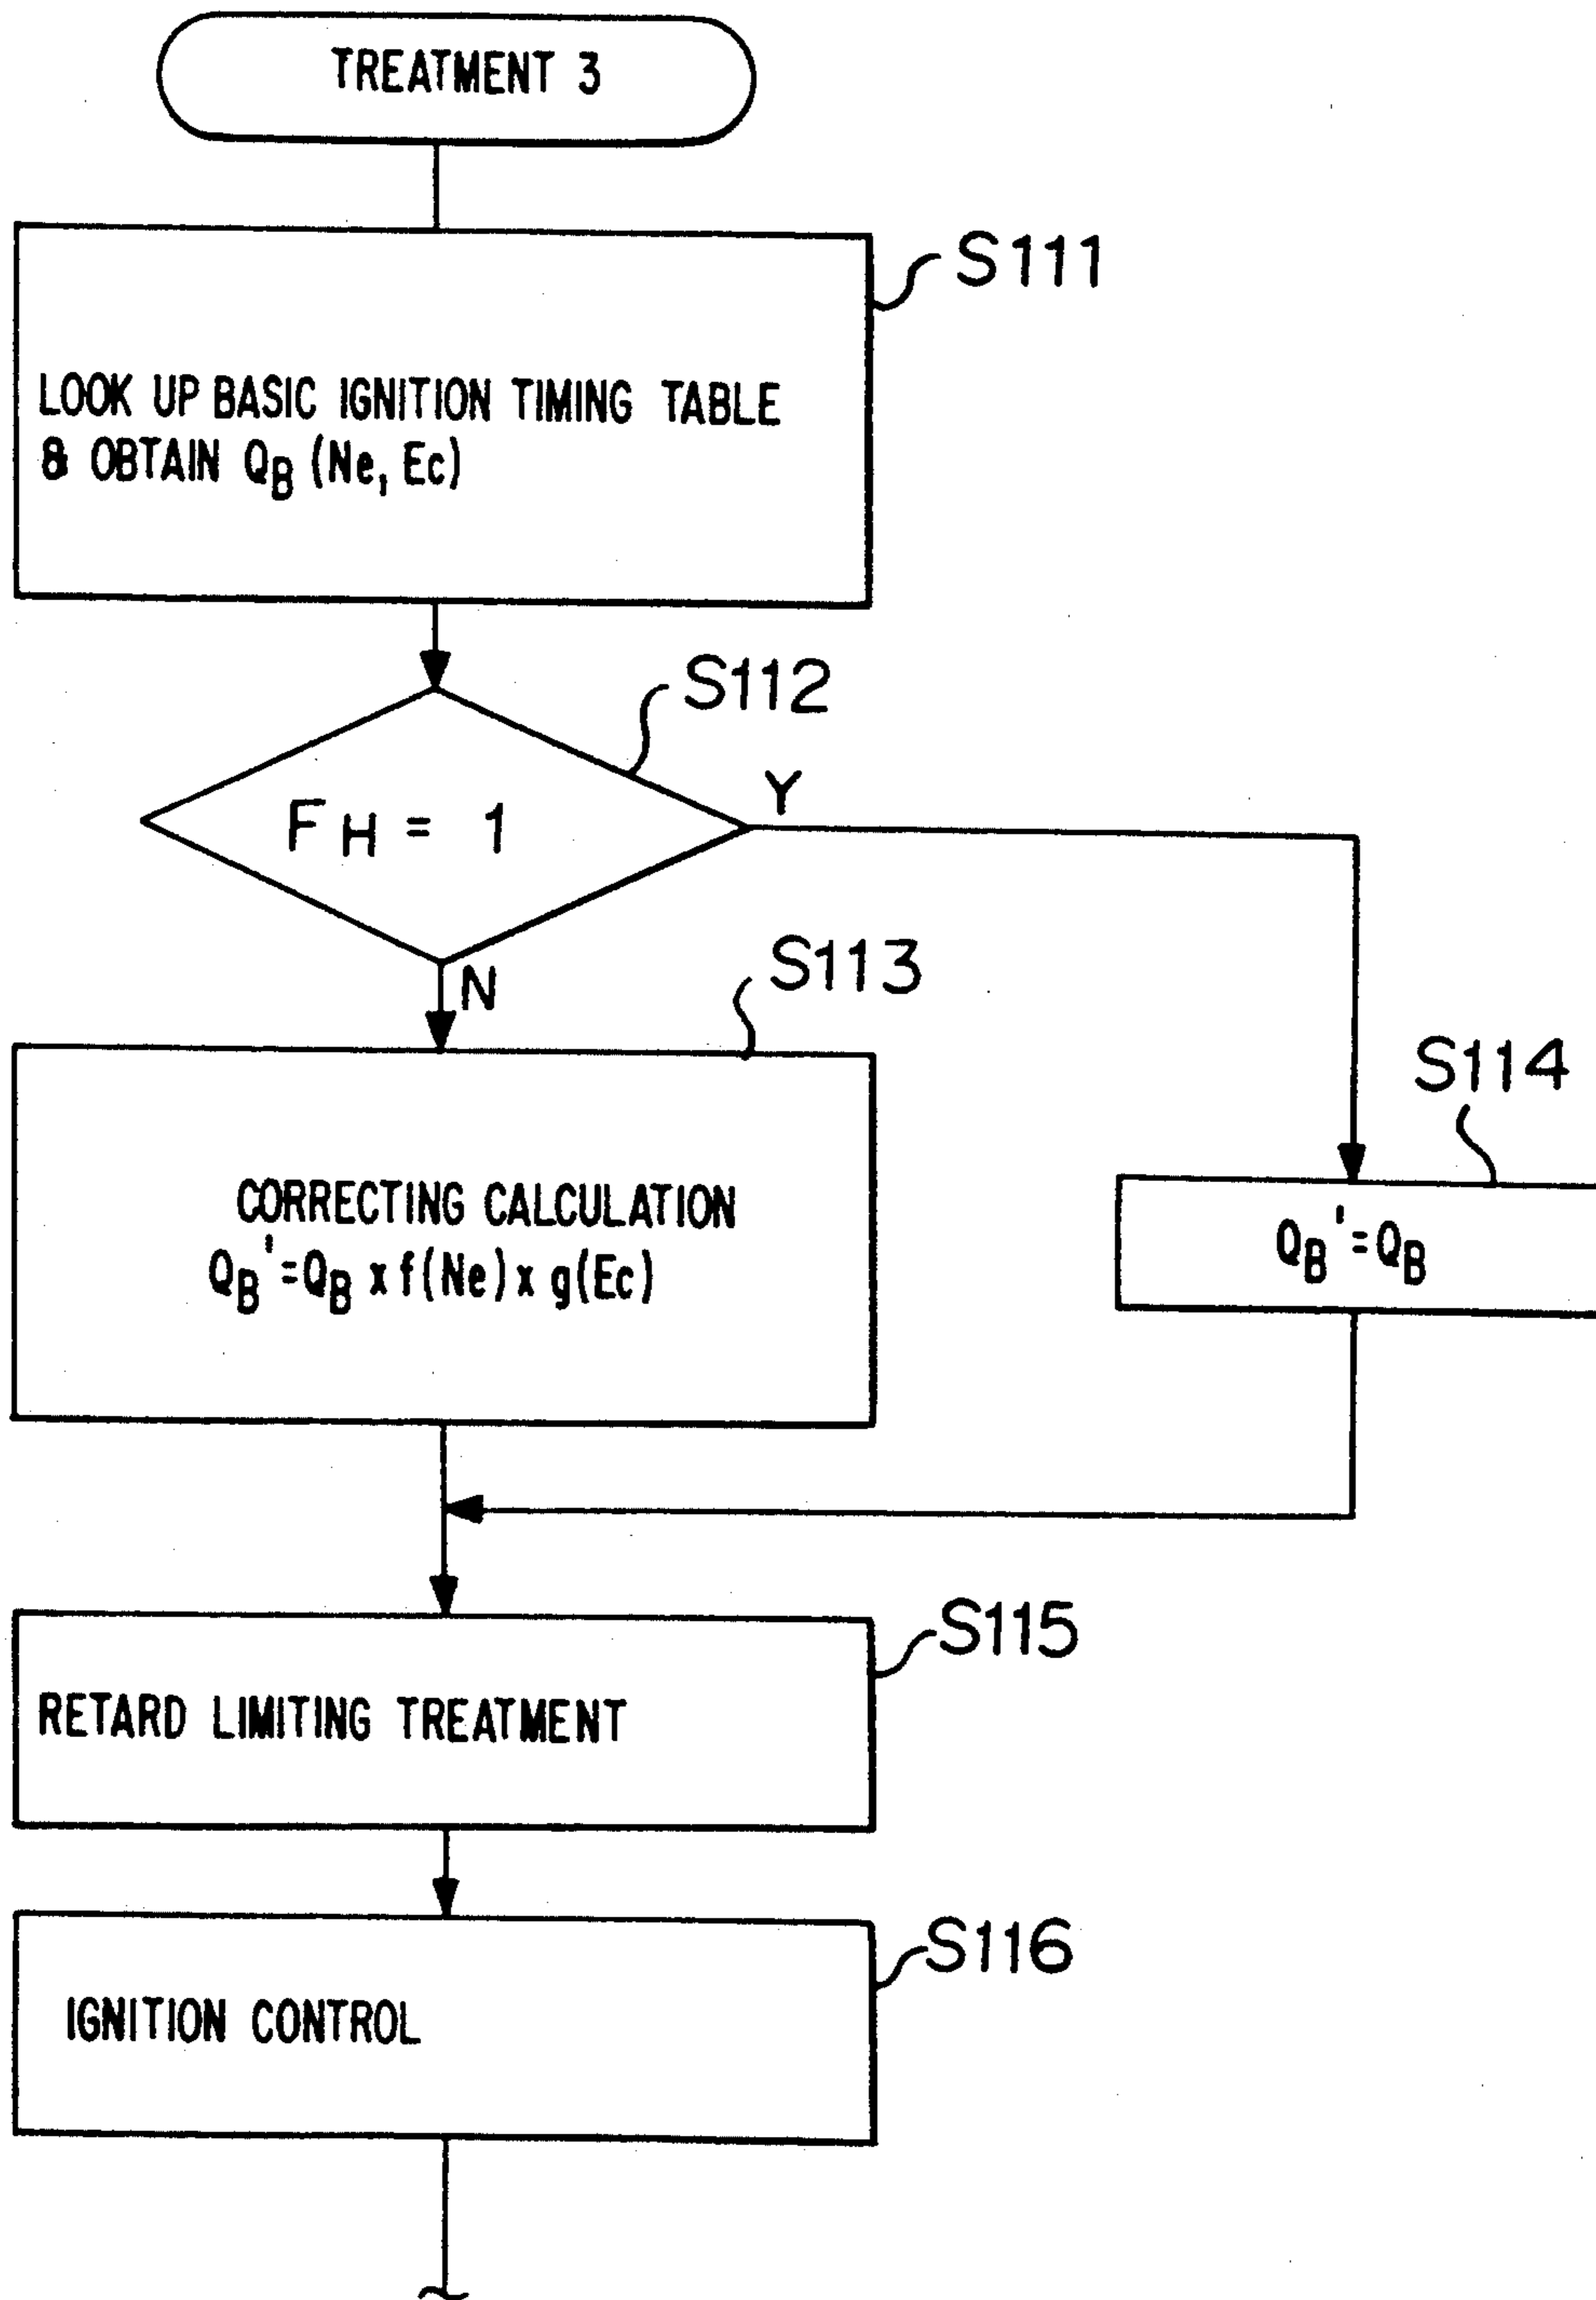 TREATMENT 3
S111
LOOK UP BASIC IGNITION TIMING TABLE
& OBTAIN QB (Ne, Ec)
S112
FH = 1
Y
N
S113
CORRECTING CALCULATION
QB' = QB x f(Ne) x g(Ec)
S114
QB' = QB
S115
RETARD LIMITING TREATMENT
S116
IGNITION CONTROL